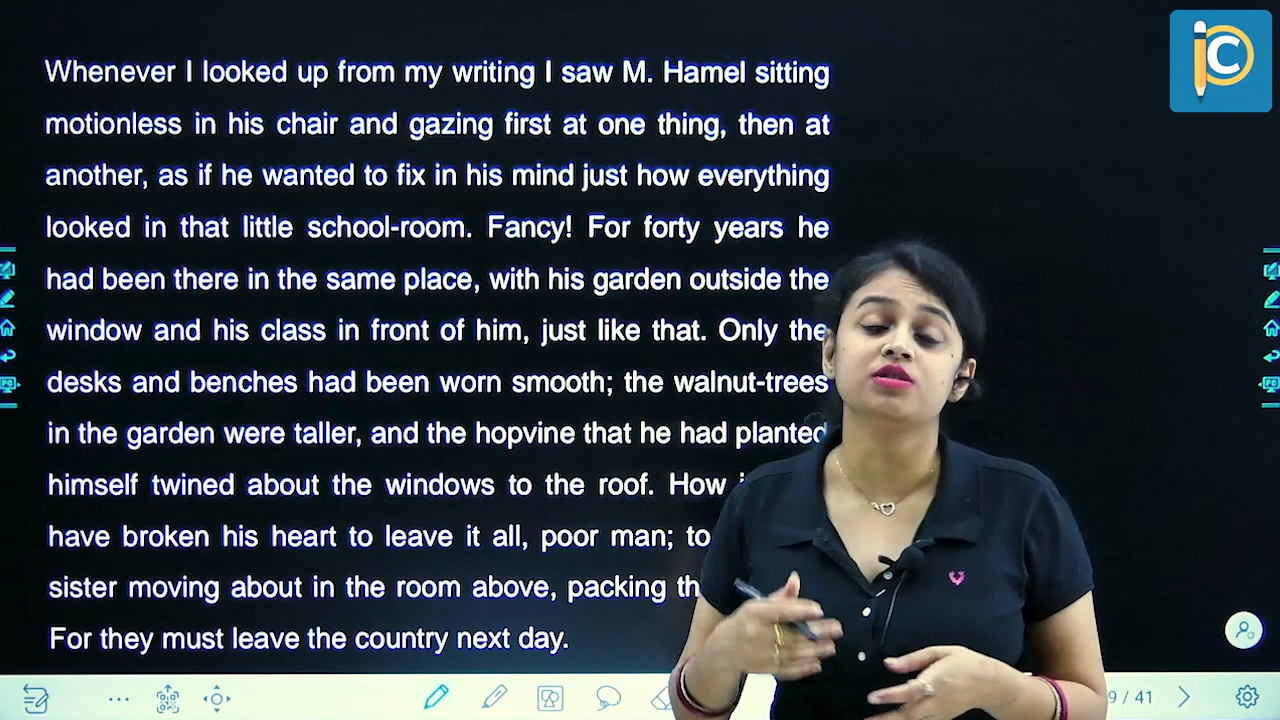 Whenever I looked up from my writing I saw M. Hamel sitting
motionless in his chair and gazing first at one thing, then at
another, as if he wanted to fix in his mind just how everything
looked in that little school-room. Fancy! For forty years he
had been there in the same place, with his garden outside the
window and his class in front of him, just like that. Only the
desks and benches had been worn smooth; the walnut-trees
in the garden were taller, and the hopvine that he had planted
himself twined about the windows to the roof. How
have broken his heart to leave it all, poor man; to
sister moving about in the room above, packing
For they must leave the country next day.
9 / 41